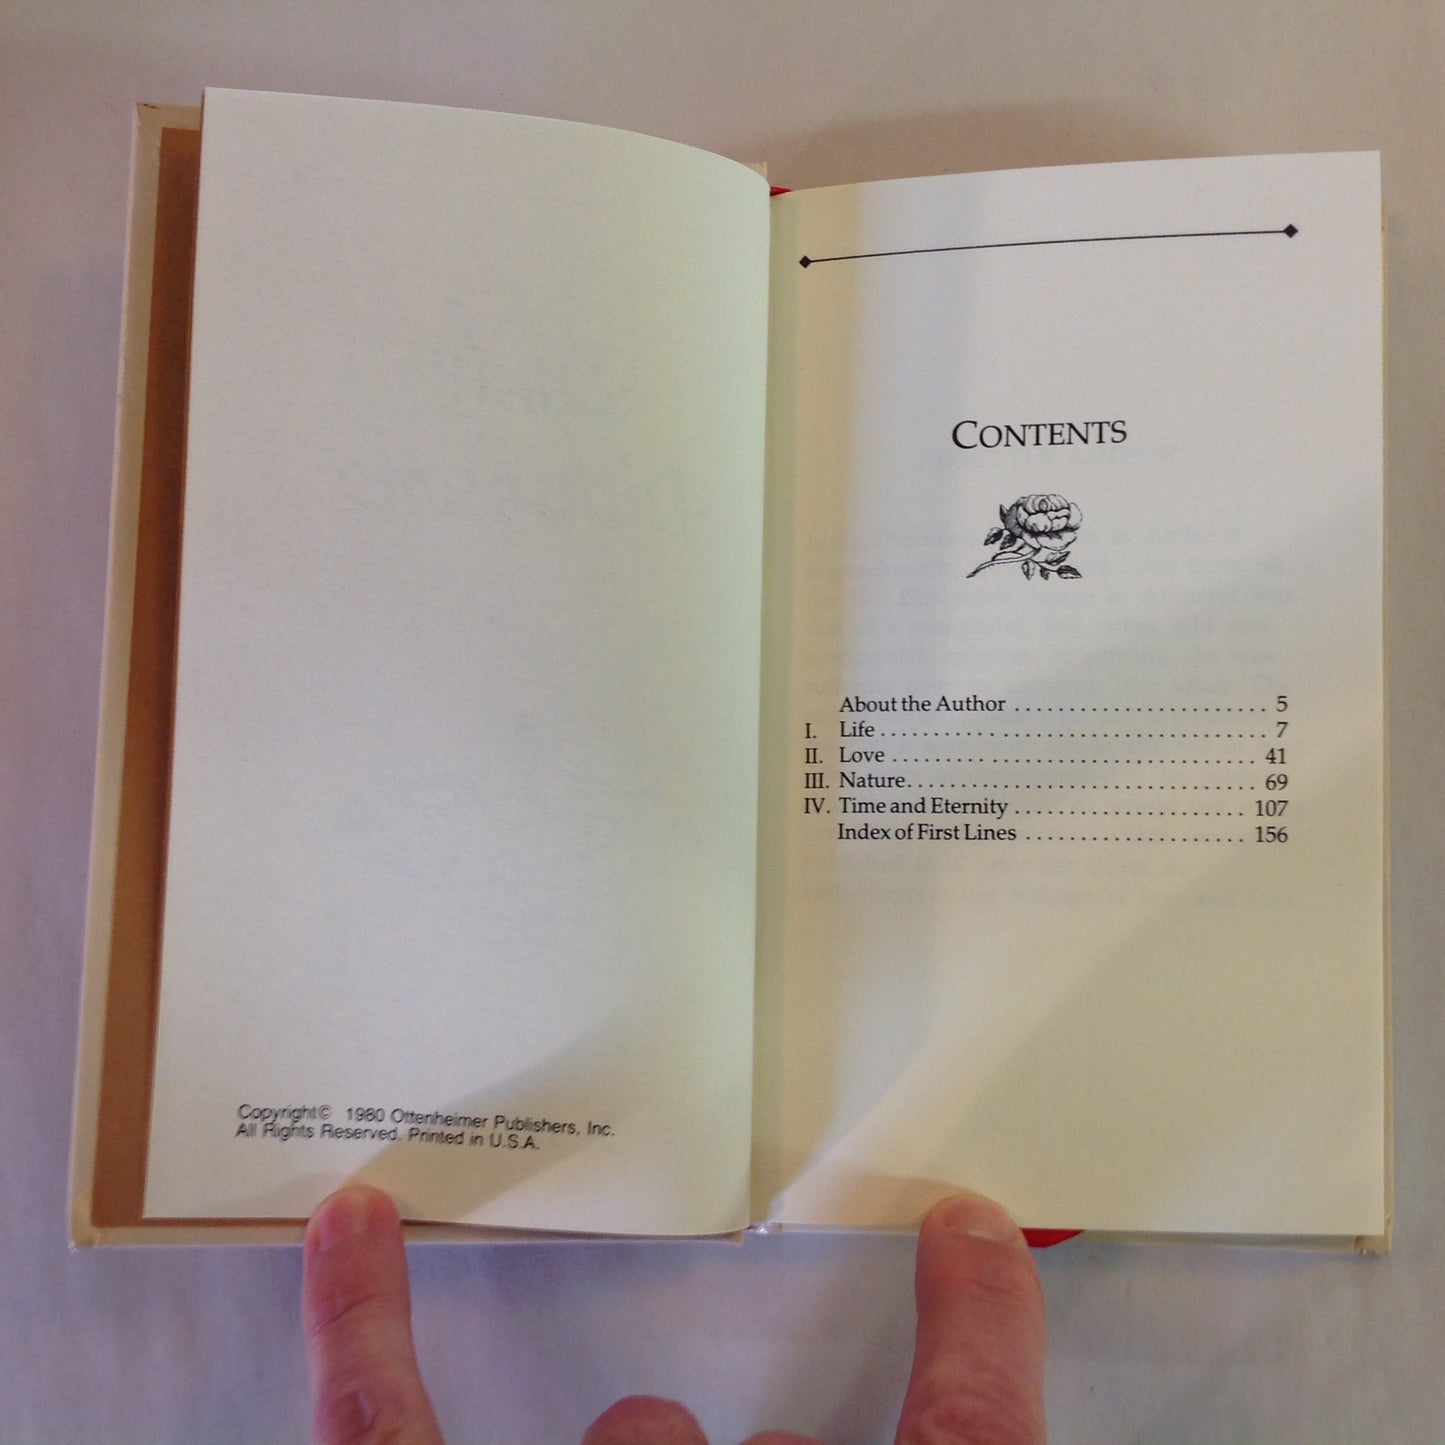 Copyright© 1980 Ottenheimer Publishers, Inc.
All Rights Reserved. Printed in U.S.A.
CONTENTS
About the Author ....................... 5
I. Life ................................... 7
II. Love ................................. 41
III. Nature................................ 69
IV. Time and Eternity ..................... 107
Index of First Lines .................... 156